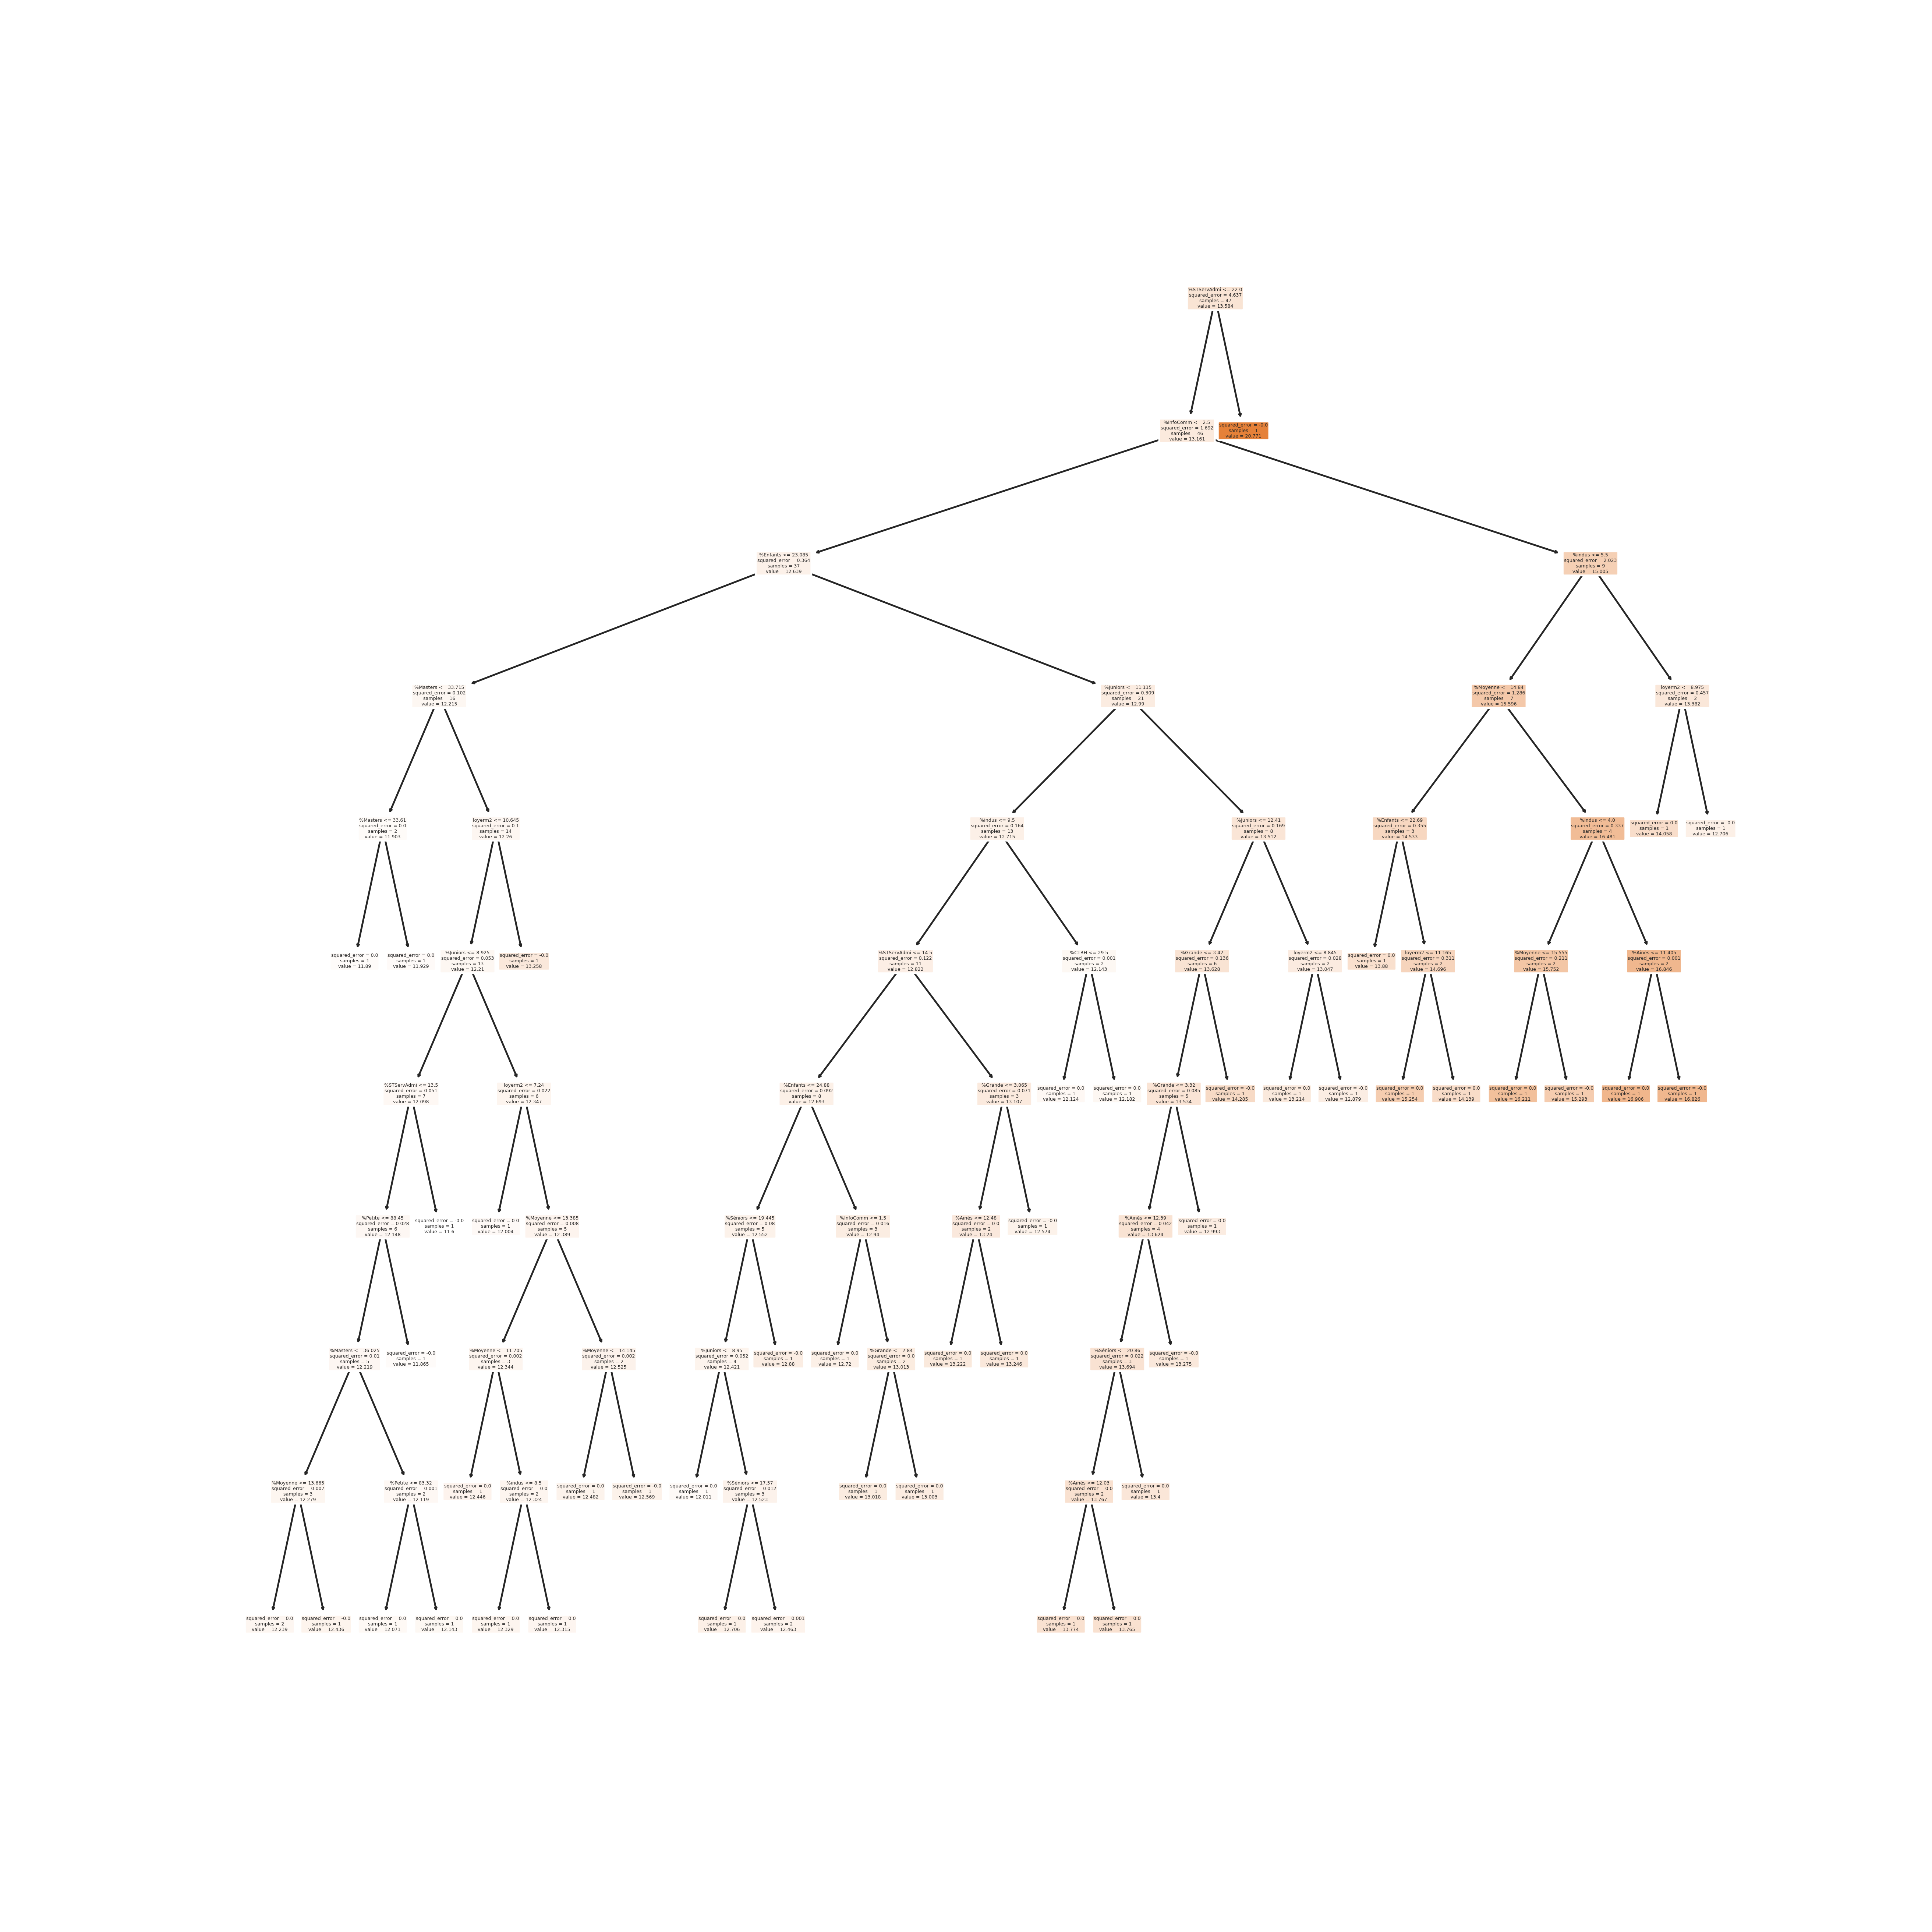 %STServAdmi <= 22.0
squared_error = 4.637
samples = 47
value = 13.584
%InfoComm <= 2.5
squared_error = 1.692
samples = 46
value = 13.161
squared_error = -0.0
samples = 1
value = 20.771
%Enfants <= 23.085
squared_error = 0.364
samples = 37
value = 12.639
%indus <= 5.5
squared_error = 2.023
samples = 9
value = 15.005
%Masters <= 33.715
squared_error = 0.102
samples = 16
value = 12.215
%Juniors <= 11.115
squared_error = 0.309
samples = 21
value = 12.99
%Moyenne <= 14.84
squared_error = 1.286
samples = 7
value = 15.596
loyerm2 <= 8.975
squared_error = 0.457
samples = 2
value = 13.382
%Masters <= 33.61
squared_error = 0.0
samples = 2
value = 11.903
loyerm2 <= 10.645
squared_error = 0.1
samples = 14
value = 12.26
%indus <= 9.5
squared_error = 0.164
samples = 13
value = 12.715
%Juniors <= 12.41
squared_error = 0.169
samples = 8
value = 13.512
%Enfants <= 22.69
squared_error = 0.355
samples = 3
value = 14.533
%indus <= 4.0
squared_error = 0.337
samples = 4
value = 16.481
squared_error = 0.0
samples = 1
value = 14.058
squared_error = -0.0
samples = 1
value = 12.706
squared_error = 0.0
samples = 1
value = 11.89
squared_error = 0.0
samples = 1
value = 11.929
%Juniors <= 8.925
squared_error = 0.053
samples = 13
value = 12.21
squared_error = -0.0
samples = 1
value = 13.258
%STServAdmi <= 14.5
squared_error = 0.122
samples = 11
value = 12.822
%CTRH <= 29.5
squared_error = 0.001
samples = 2
value = 12.143
%Grande <= 3.42
squared_error = 0.136
samples = 6
value = 13.628
loyerm2 <= 8.845
squared_error = 0.028
samples = 2
value = 13.047
squared_error = 0.0
samples = 1
value = 13.88
loyerm2 <= 11.165
squared_error = 0.311
samples = 2
value = 14.696
%Moyenne <= 15.555
squared_error = 0.211
samples = 2
value = 15.752
%Ainés <= 11.405
squared_error = 0.001
samples = 2
value = 16.846
%STServAdmi <= 13.5
squared_error = 0.051
samples = 7
value = 12.098
loyerm2 <= 7.24
squared_error = 0.022
samples = 6
value = 12.347
%Enfants <= 24.88
squared_error = 0.092
samples = 8
value = 12.693
%Grande <= 3.065
squared_error = 0.071
samples = 3
value = 13.107
squared_error = 0.0
samples = 1
value = 12.124
squared_error = 0.0
samples = 1
value = 12.182
%Grande <= 3.32
squared_error = 0.085
samples = 5
value = 13.534
squared_error = -0.0
samples = 1
value = 14.285
squared_error = 0.0
samples = 1
value = 13.214
squared_error = -0.0
samples = 1
value = 12.879
squared_error = 0.0
samples = 1
value = 15.254
squared_error = 0.0
samples = 1
value = 14.139
squared_error = 0.0
samples = 1
value = 16.211
squared_error = -0.0
samples = 1
value = 15.293
squared_error = 0.0
samples = 1
value = 16.906
squared_error = -0.0
samples = 1
value = 16.826
%Petite <= 88.45
squared_error = 0.028
samples = 6
value = 12.148
squared_error = -0.0
samples = 1
value = 11.6
squared_error = 0.0
samples = 1
value = 12.004
%Moyenne <= 13.385
squared_error = 0.008
samples = 5
value = 12.389
%Séniors <= 19.445
squared_error = 0.08
samples = 5
value = 12.552
%InfoComm <= 1.5
squared_error = 0.016
samples = 3
value = 12.94
%Ainés <= 12.48
squared_error = 0.0
samples = 2
value = 13.24
squared_error = -0.0
samples = 1
value = 12.574
%Ainés <= 12.39
squared_error = 0.042
samples = 4
value = 13.624
squared_error = 0.0
samples = 1
value = 12.993
%Masters <= 36.025
squared_error = 0.01
samples = 5
value = 12.219
squared_error = -0.0
samples = 1
value = 11.865
%Moyenne <= 11.705
squared_error = 0.002
samples = 3
value = 12.344
%Moyenne <= 14.145
squared_error = 0.002
samples = 2
value = 12.525
%Juniors <= 8.95
squared_error = 0.052
samples = 4
value = 12.421
squared_error = -0.0
samples = 1
value = 12.88
squared_error = 0.0
samples = 1
value = 12.72
%Grande <= 2.84
squared_error = 0.0
samples = 2
value = 13.013
squared_error = 0.0
samples = 1
value = 13.222
squared_error = 0.0
samples = 1
value = 13.246
%Séniors <= 20.86
squared_error = 0.022
samples = 3
value = 13.694
squared_error = -0.0
samples = 1
value = 13.275
%Moyenne <= 13.665
squared_error = 0.007
samples = 3
value = 12.279
%Petite <= 83.32
squared_error = 0.001
samples = 2
value = 12.119
squared_error = 0.0
samples = 1
value = 12.446
%indus <= 8.5
squared_error = 0.0
samples = 2
value = 12.324
squared_error = 0.0
samples = 1
value = 12.482
squared_error = -0.0
samples = 1
value = 12.569
squared_error = 0.0
samples = 1
value = 12.011
%Séniors <= 17.57
squared_error = 0.012
samples = 3
value = 12.523
squared_error = 0.0
samples = 1
value = 13.018
squared_error = 0.0
samples = 1
value = 13.003
%Ainés <= 12.03
squared_error = 0.0
samples = 2
value = 13.767
squared_error = 0.0
samples = 1
value = 13.4
squared_error = 0.0
samples = 2
value = 12.239
squared_error = -0.0
samples = 1
value = 12.436
squared_error = 0.0
samples = 1
value = 12.071
squared_error = 0.0
samples = 1
value = 12.143
squared_error = 0.0
samples = 1
value = 12.329
squared_error = 0.0
samples = 1
value = 12.315
squared_error = 0.0
samples = 1
value = 12.706
squared_error = 0.001
samples = 2
value = 12.463
squared_error = 0.0
samples = 1
value = 13.774
squared_error = 0.0
samples = 1
value = 13.765